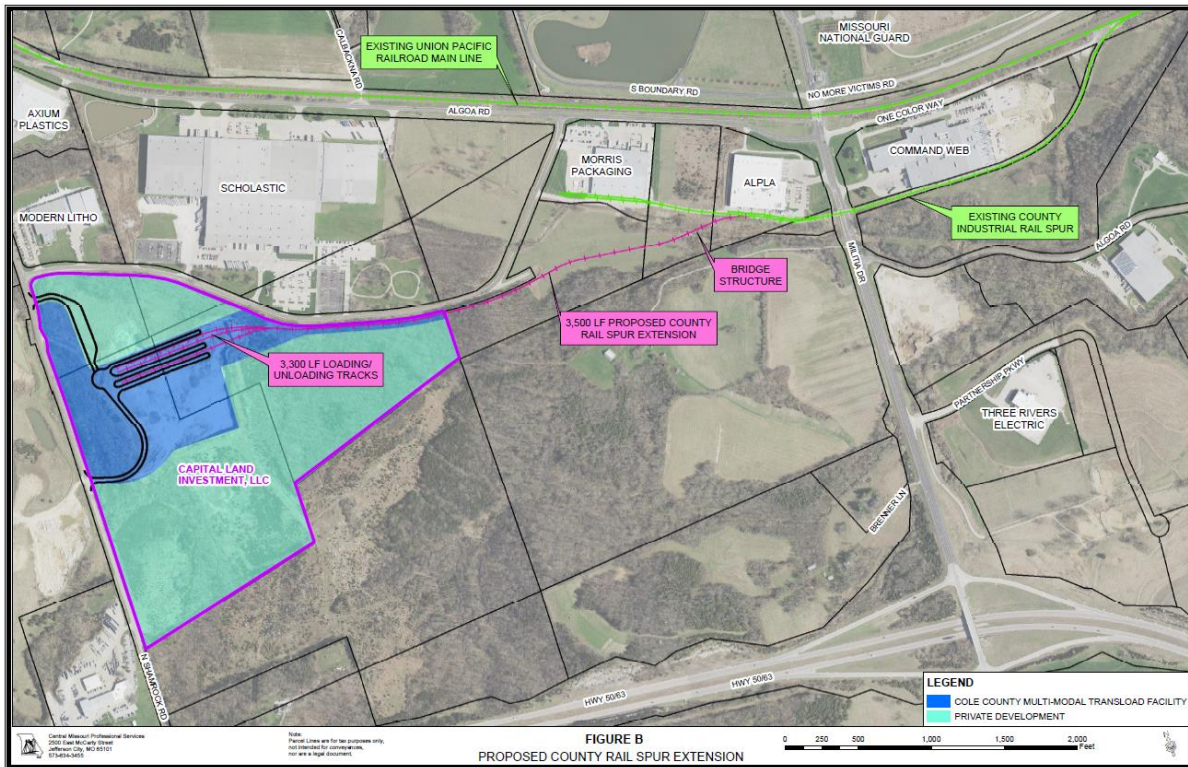 MISSOURI
NATIONAL GUARD
CALBACKNA RD
EXISTING UNION PACIFIC
RAILROAD MAIN LINE
S BOUNDARY RD
NO MORE VICTIMS RD
ALGOA RD
ONE COLOR WAY
AXIUM
PLASTICS
COMMAND WEB
MORRIS
PACKAGING
ALPLA
SCHOLASTIC
MODERN LITHO
EXISTING COUNTY
INDUSTRIAL RAIL SPUR
ALGOA RD
MILITIA DR
BRIDGE
STRUCTURE
3,500 LF PROPOSED COUNTY
RAIL SPUR EXTENSION
3,300 LF LOADING/
UNLOADING TRACKS
PARTNERSHIP PKWY
THREE RIVERS
ELECTRIC
CAPITAL LAND
INVESTMENT, LLC
BRENNER LN
N SHAMROCK RD
HWY 50/63
HWY 50/63
LEGEND
COLE COUNTY MULTI-MODAL TRANSLOAD FACILITY
PRIVATE DEVELOPMENT
Central Missouri Professional Services
2500 East McCarty Street
Jefferson City, MO 65101
573-634-3455
Note:
Parcel Lines are for tax purposes only,
not intended for conveyances,
nor are a legal document.
FIGURE B
PROPOSED COUNTY RAIL SPUR EXTENSION
0 250 500 1,000 1,500 2,000
Feet